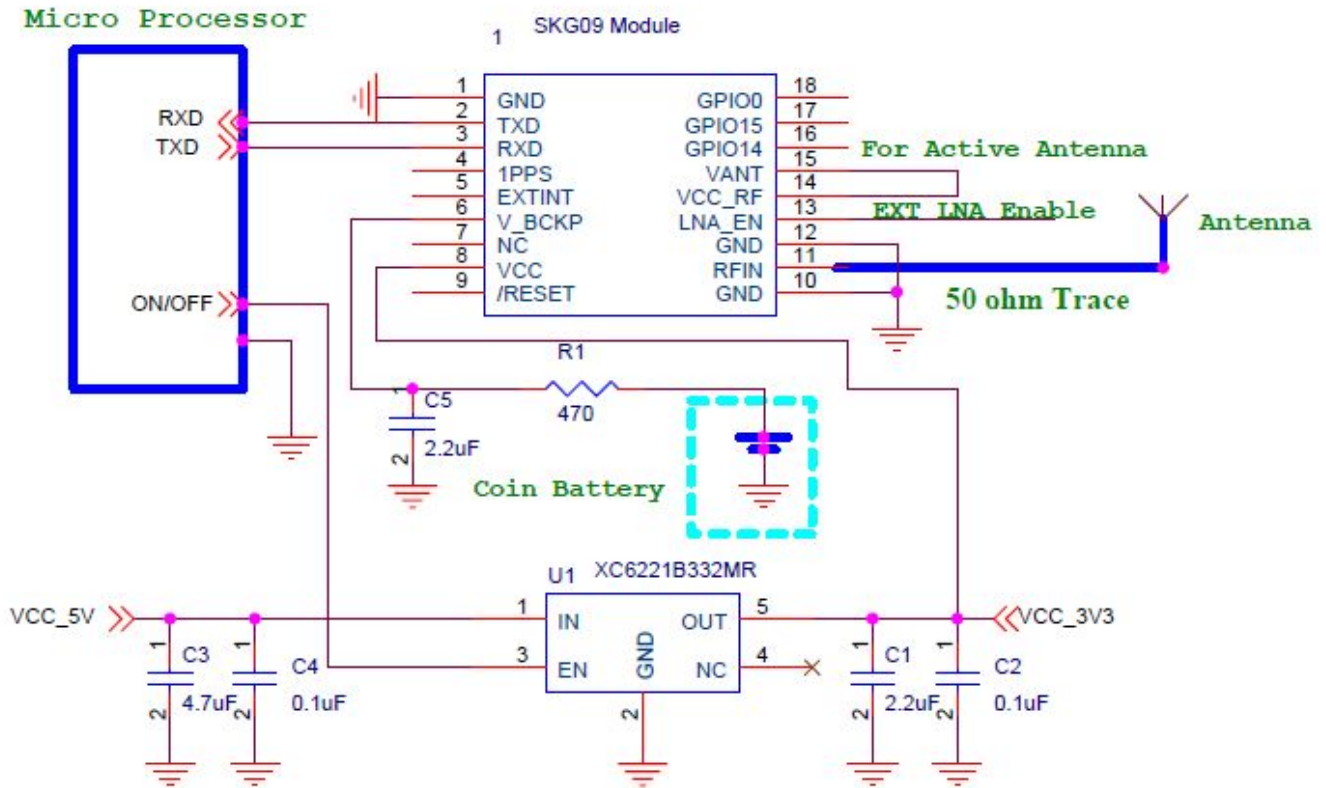 Micro Processor
RXD
TXD
ON/OFF
1
SKG09 Module
1 GND
2 TXD
3 RXD
4 1PPS
5 EXTINT
6 V_BCKP
7 NC
8 VCC
9 /RESET
GPIO0 18
GPIO15 17
GPIO14 16
VANT 15
VCC_RF 14
LNA_EN 13
GND 12
RFIN 11
GND 10
For Active Antenna
EXT LNA Enable
Antenna
50 ohm Trace
R1
470
1
C5
2.2uF
2
Coin Battery
U1 XC6221B332MR
VCC_5V
1 IN
3 EN
GND
2
OUT 5
NC 4
VCC_3V3
1
C3
4.7uF
2
1
C4
0.1uF
2
1
C1
2.2uF
2
1
C2
0.1uF
2